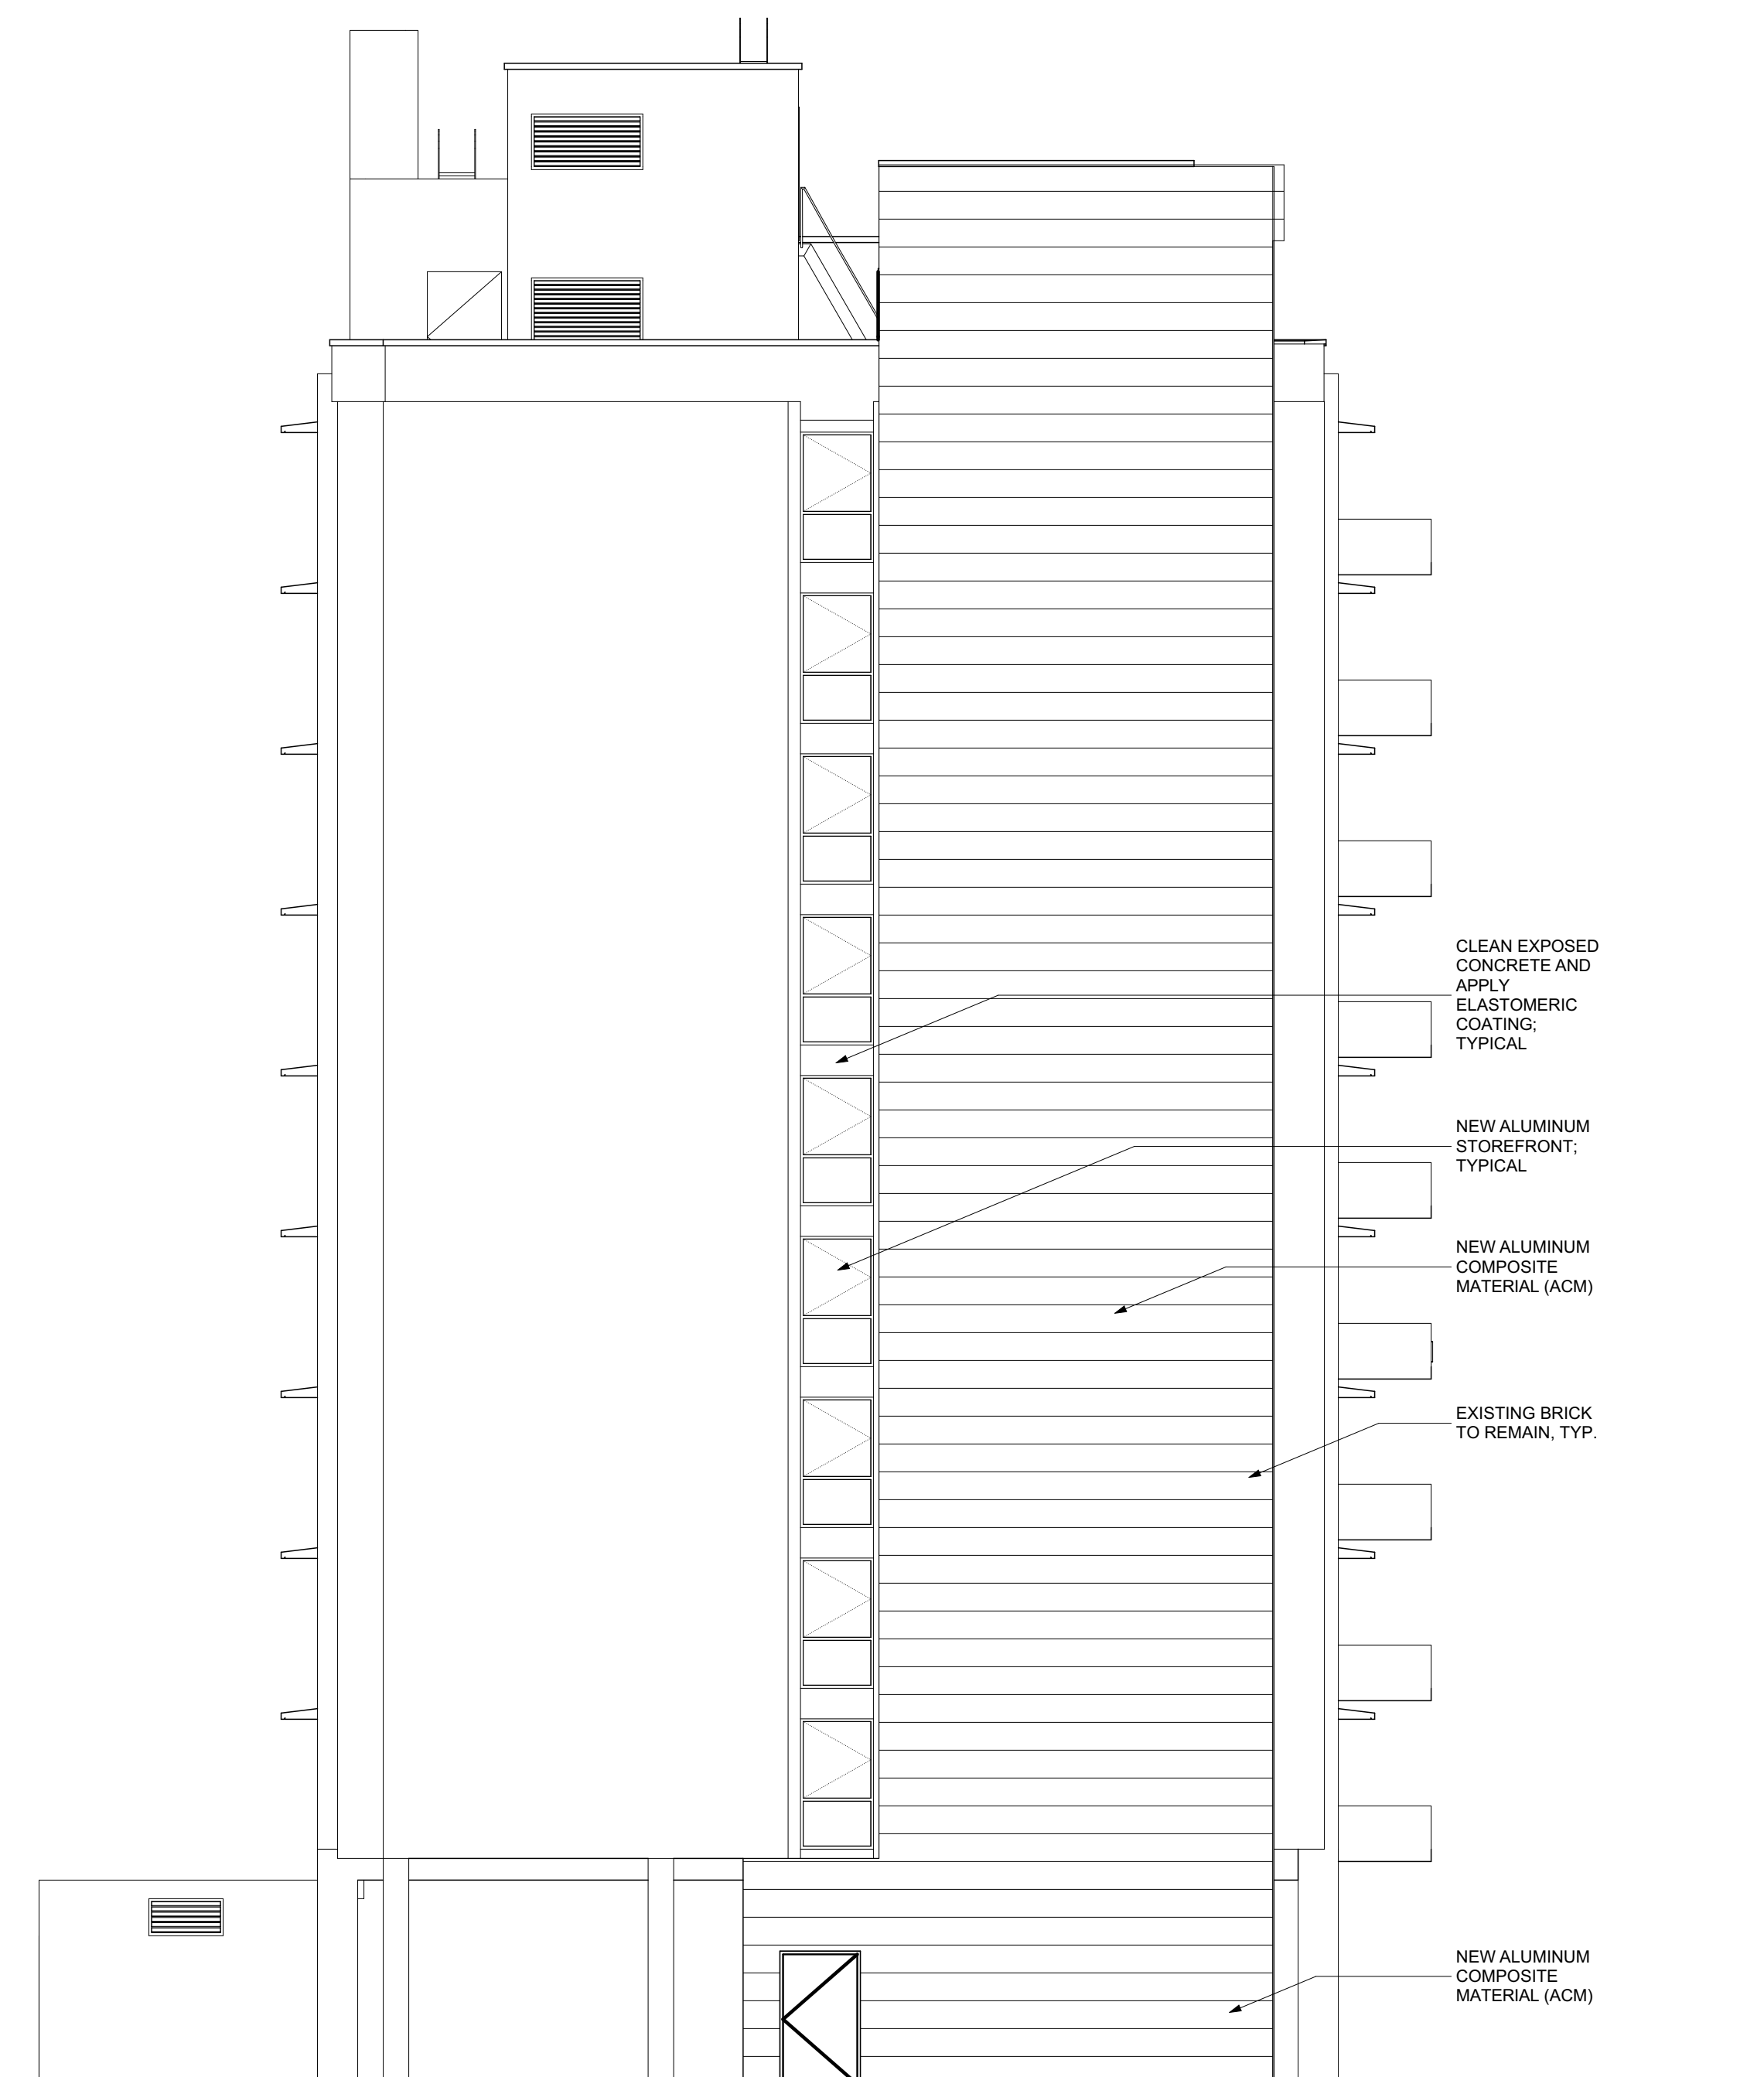 CLEAN EXPOSED
CONCRETE AND
APPLY
ELASTOMERIC
COATING;
TYPICAL
NEW ALUMINUM
STOREFRONT;
TYPICAL
NEW ALUMINUM
COMPOSITE
MATERIAL (ACM)
EXISTING BRICK
TO REMAIN, TYP.
NEW ALUMINUM
COMPOSITE
MATERIAL (ACM)